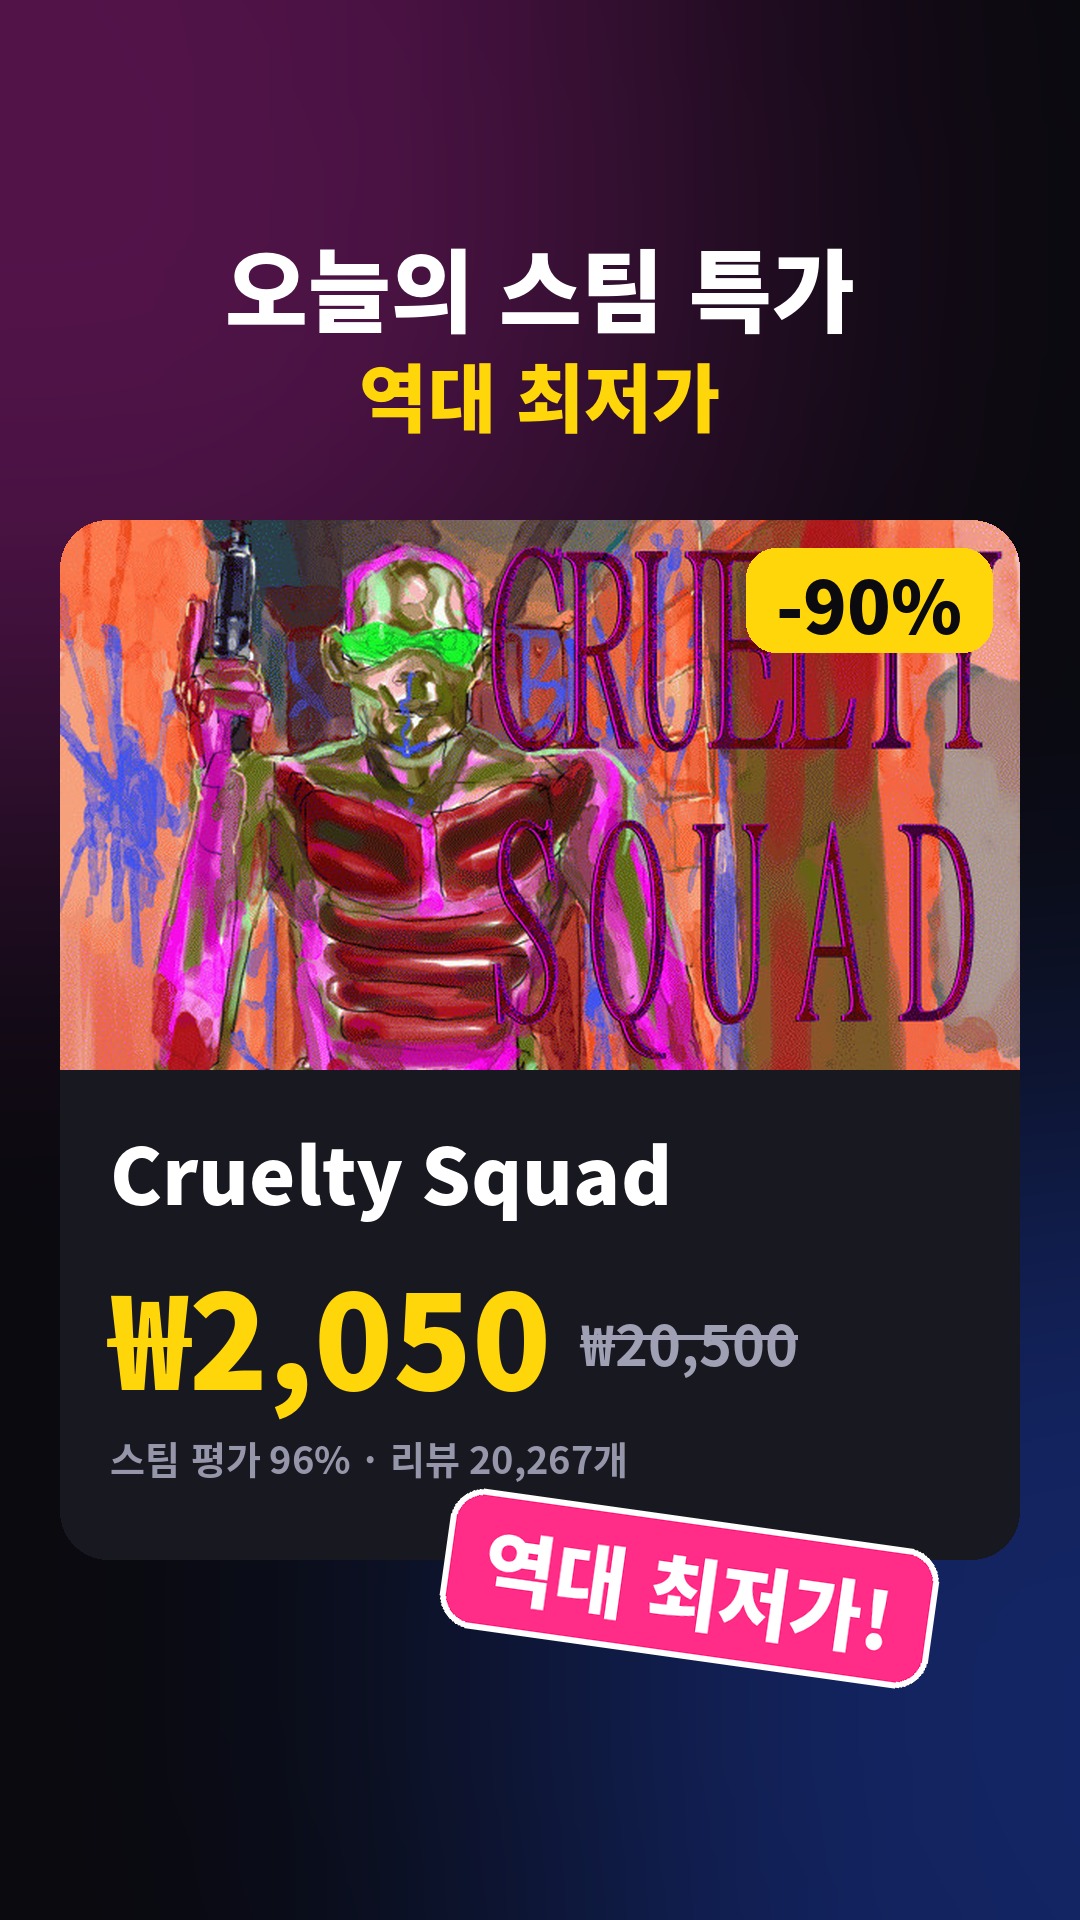 오늘의 스팀 특가
역대 최저가
CRUELTY
-90%
SQUAD
Cruelty Squad
₩2,050 ₩20,500
스팀 평가 96% · 리뷰 20,267개
역대 최저가!